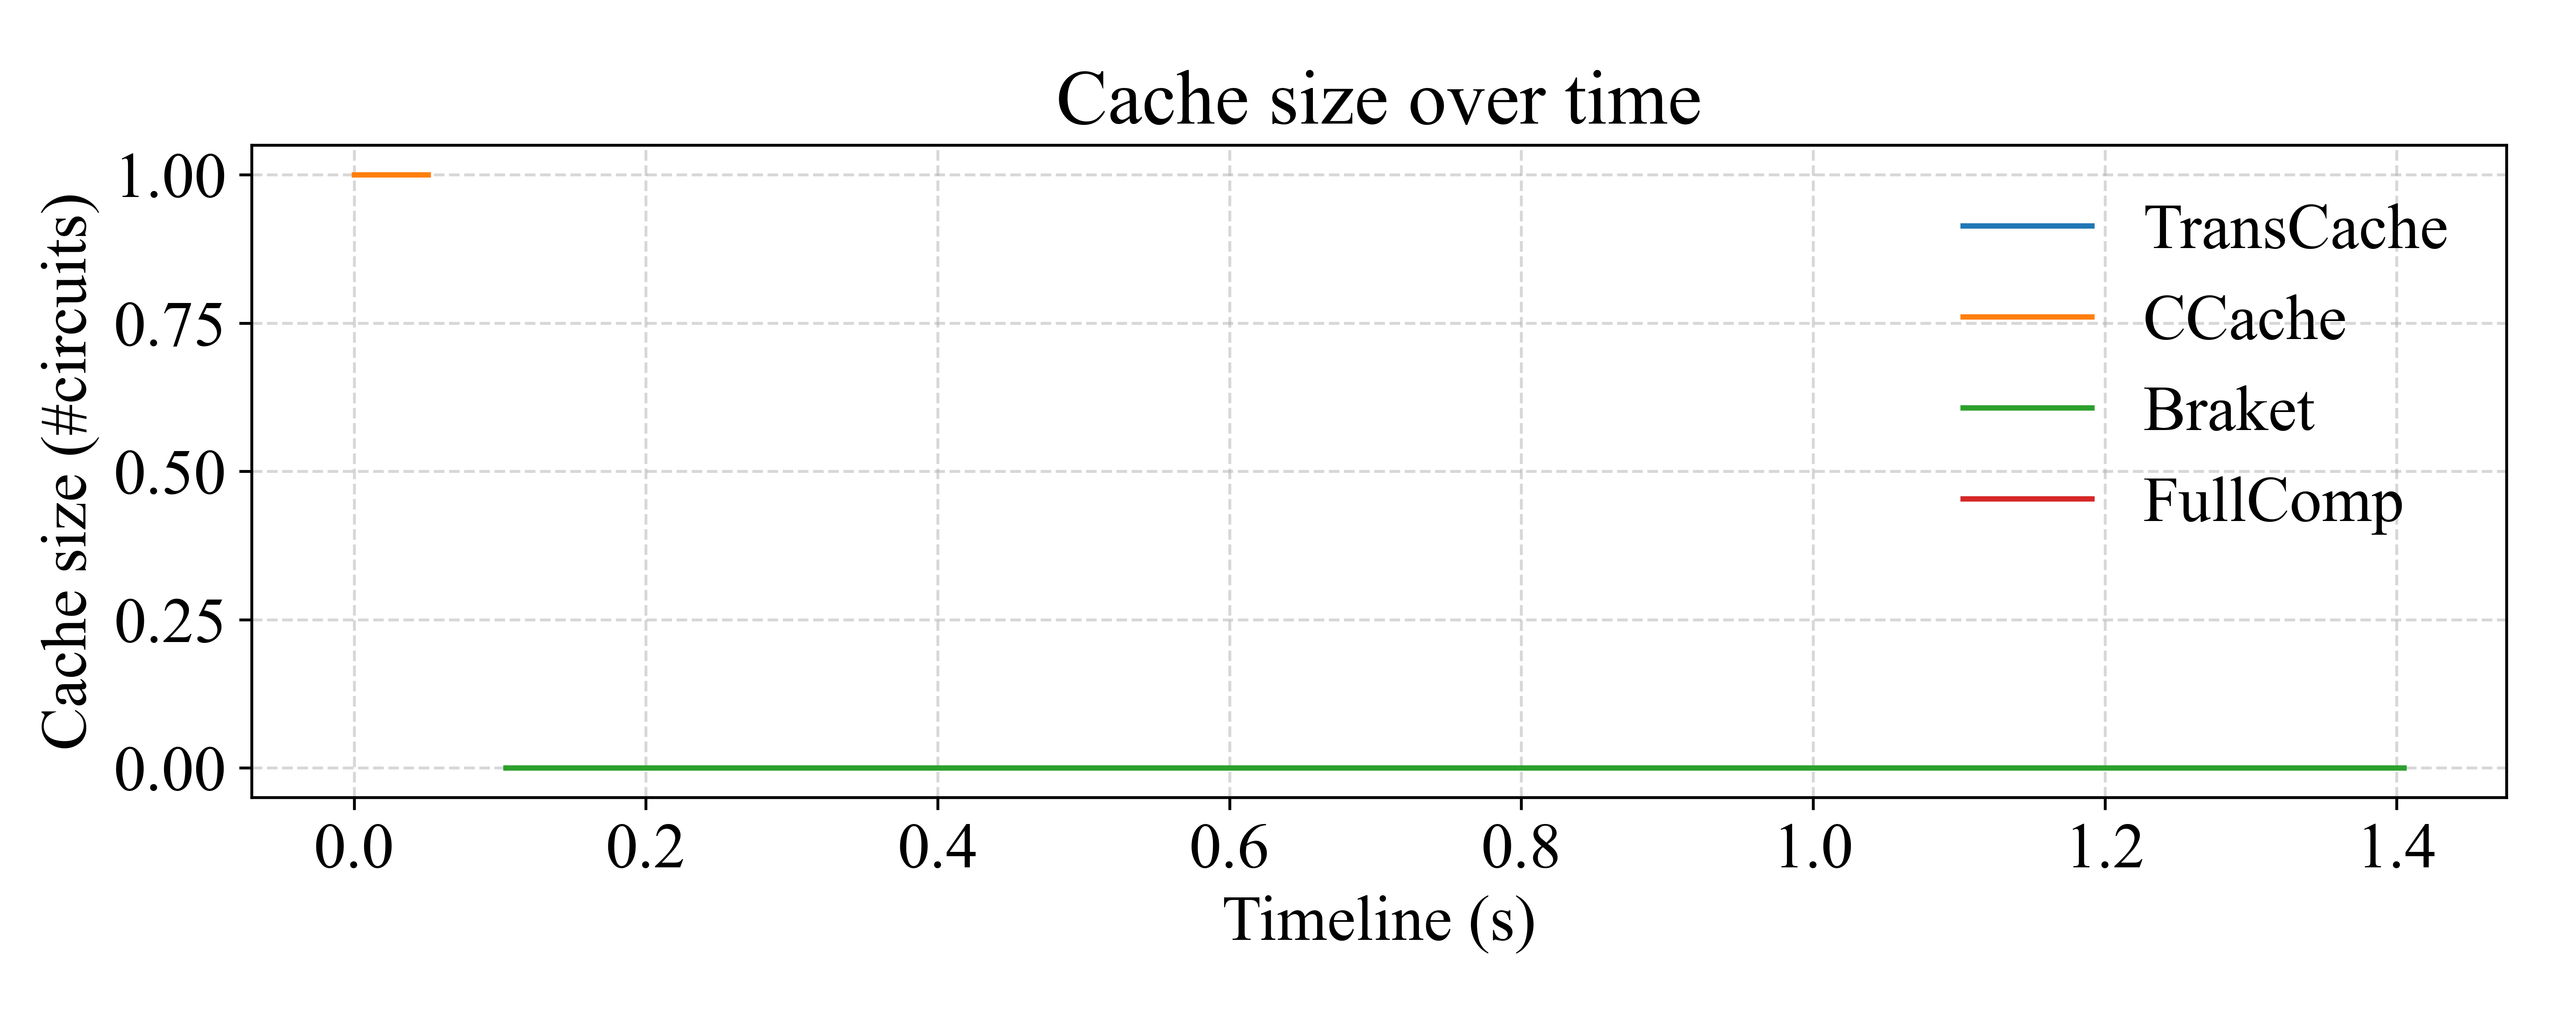 Cache size over time
Cache size (#circuits)
1.00
0.75
0.50
0.25
0.00
TransCache
CCache
Braket
FullComp
0.0 0.2 0.4 0.6 0.8 1.0 1.2 1.4
Timeline (s)